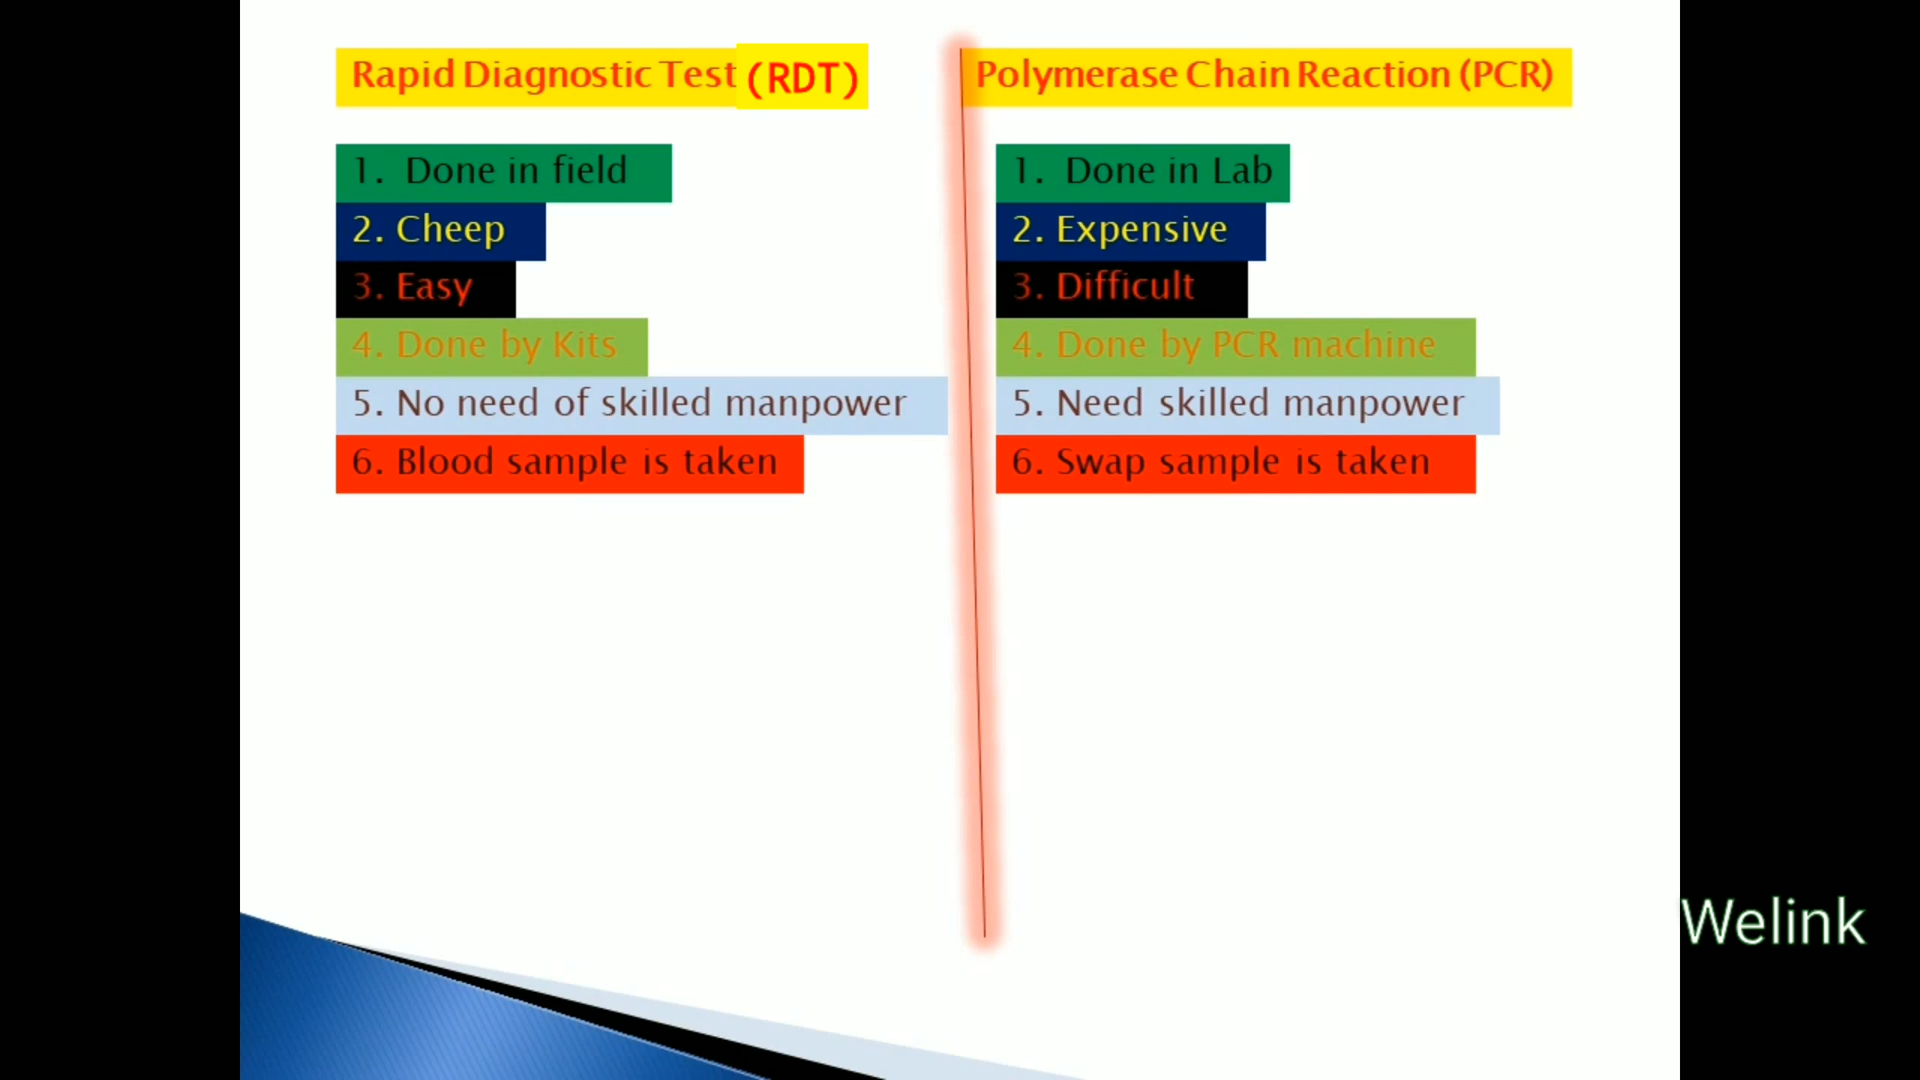 Rapid Diagnostic Test (RDT)
1. Done in field
2. Cheep
3. Easy
4. Done by Kits
5. No need of skilled manpower
6. Blood sample is taken
Polymerase Chain Reaction (PCR)
1. Done in Lab
2. Expensive
3. Difficult
4. Done by PCR machine
5. Need skilled manpower
6. Swap sample is taken
Welink